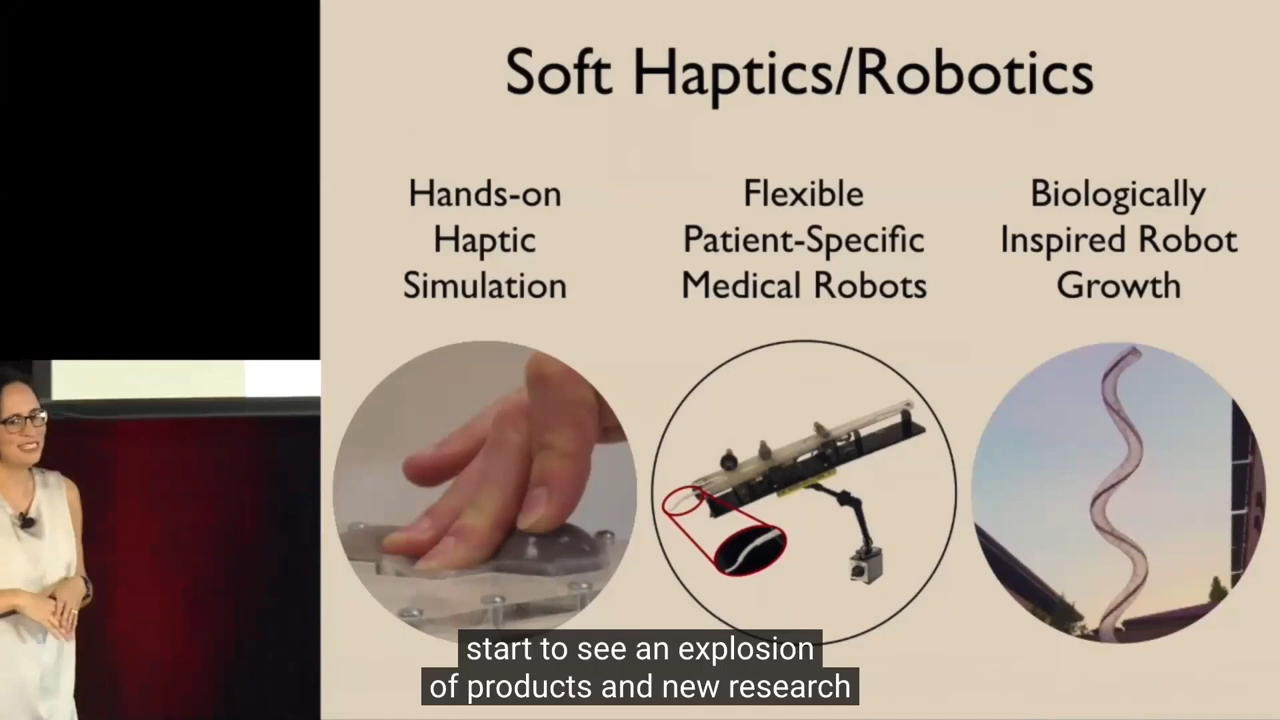 Soft Haptics/Robotics
Hands-on
Haptic
Simulation
Flexible
Patient-Specific
Medical Robots
Biologically
Inspired Robot
Growth
start to see an explosion
of products and new research